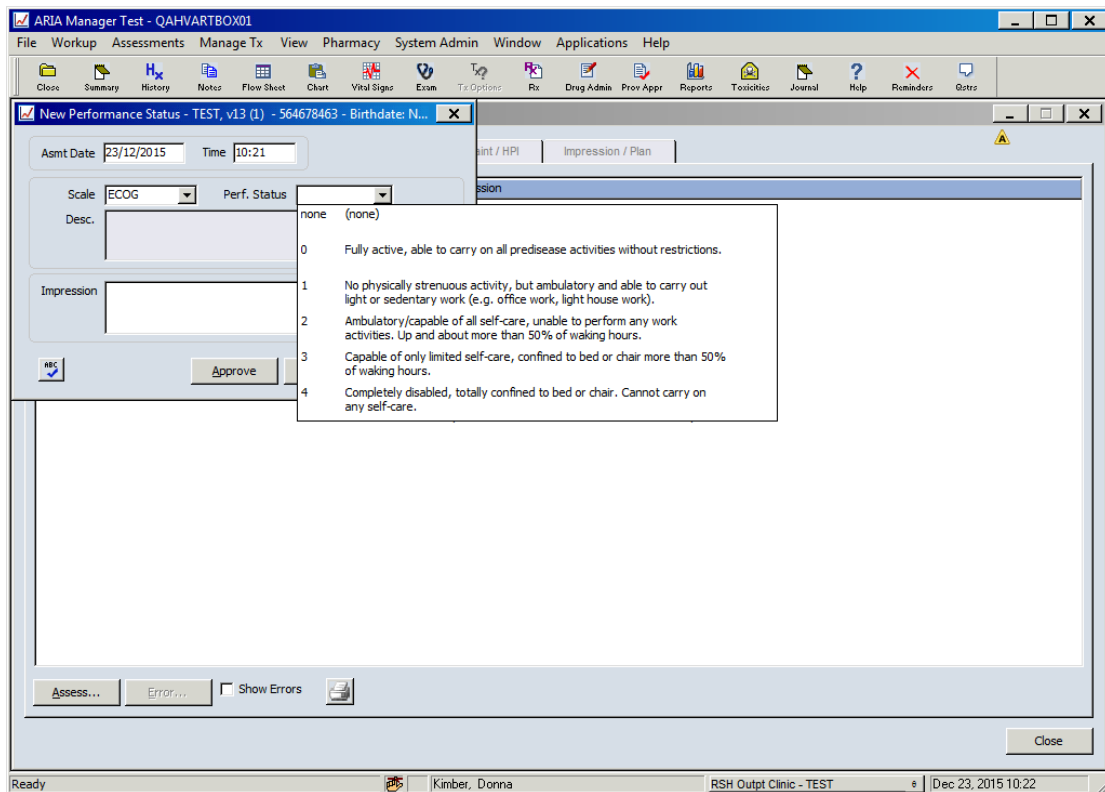 ARIA Manager Test - QAHVARTBOX01
File Workup Assessments Manage Tx View Pharmacy System Admin Window Applications Help
Hx Tx? Rx ?
Close Summary History Notes Flow Sheet Chart Vital Signs Exam Tx Options Rx Drug Admin Prov Appr Reports Toxicities Journal Help Reminders Qstrs
New Performance Status - TEST, v13 (1) - 564678463 - Birthdate: N...
A
Asmt Date 23/12/2015 Time 10:21
aint / HPI Impression / Plan
Scale ECOG Perf. Status
ssion
Desc.
none (none)
0 Fully active, able to carry on all predisease activities without restrictions.
1 No physically strenuous activity, but ambulatory and able to carry out
light or sedentary work (e.g. office work, light house work).
Impression
2 Ambulatory/capable of all self-care, unable to perform any work
activities. Up and about more than 50% of waking hours.
3 Capable of only limited self-care, confined to bed or chair more than 50%
of waking hours.
ABC
Approve
4 Completely disabled, totally confined to bed or chair. Cannot carry on
any self-care.
Assess... Error... Show Errors
Close
Ready Kimber, Donna RSH Outpt Clinic - TEST Dec 23, 2015 10:22